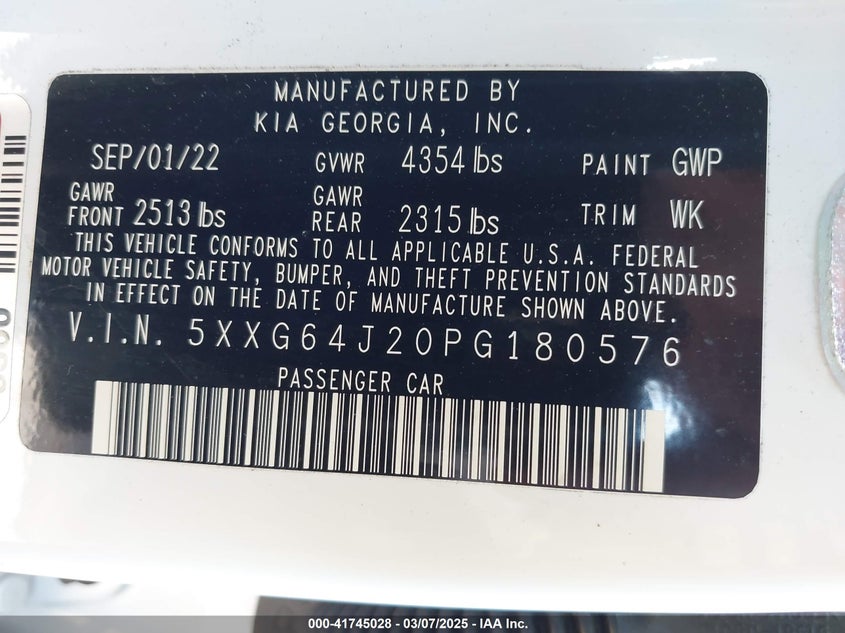 MANUFACTURED BY
KIA GEORGIA, INC.
SEP/01/22 GVWR 4354 lbs PAINT GWP
GAWR FRONT 2513 lbs GAWR REAR 2315 lbs TRIM WK
THIS VEHICLE CONFORMS TO ALL APPLICABLE U.S.A. FEDERAL
MOTOR VEHICLE SAFETY, BUMPER, AND THEFT PREVENTION STANDARDS
IN EFFECT ON THE DATE OF MANUFACTURE SHOWN ABOVE.
V.I.N. 5XXG64J20PG180576
PASSENGER CAR
000-41745028 - 03/07/2025 - IAA Inc.